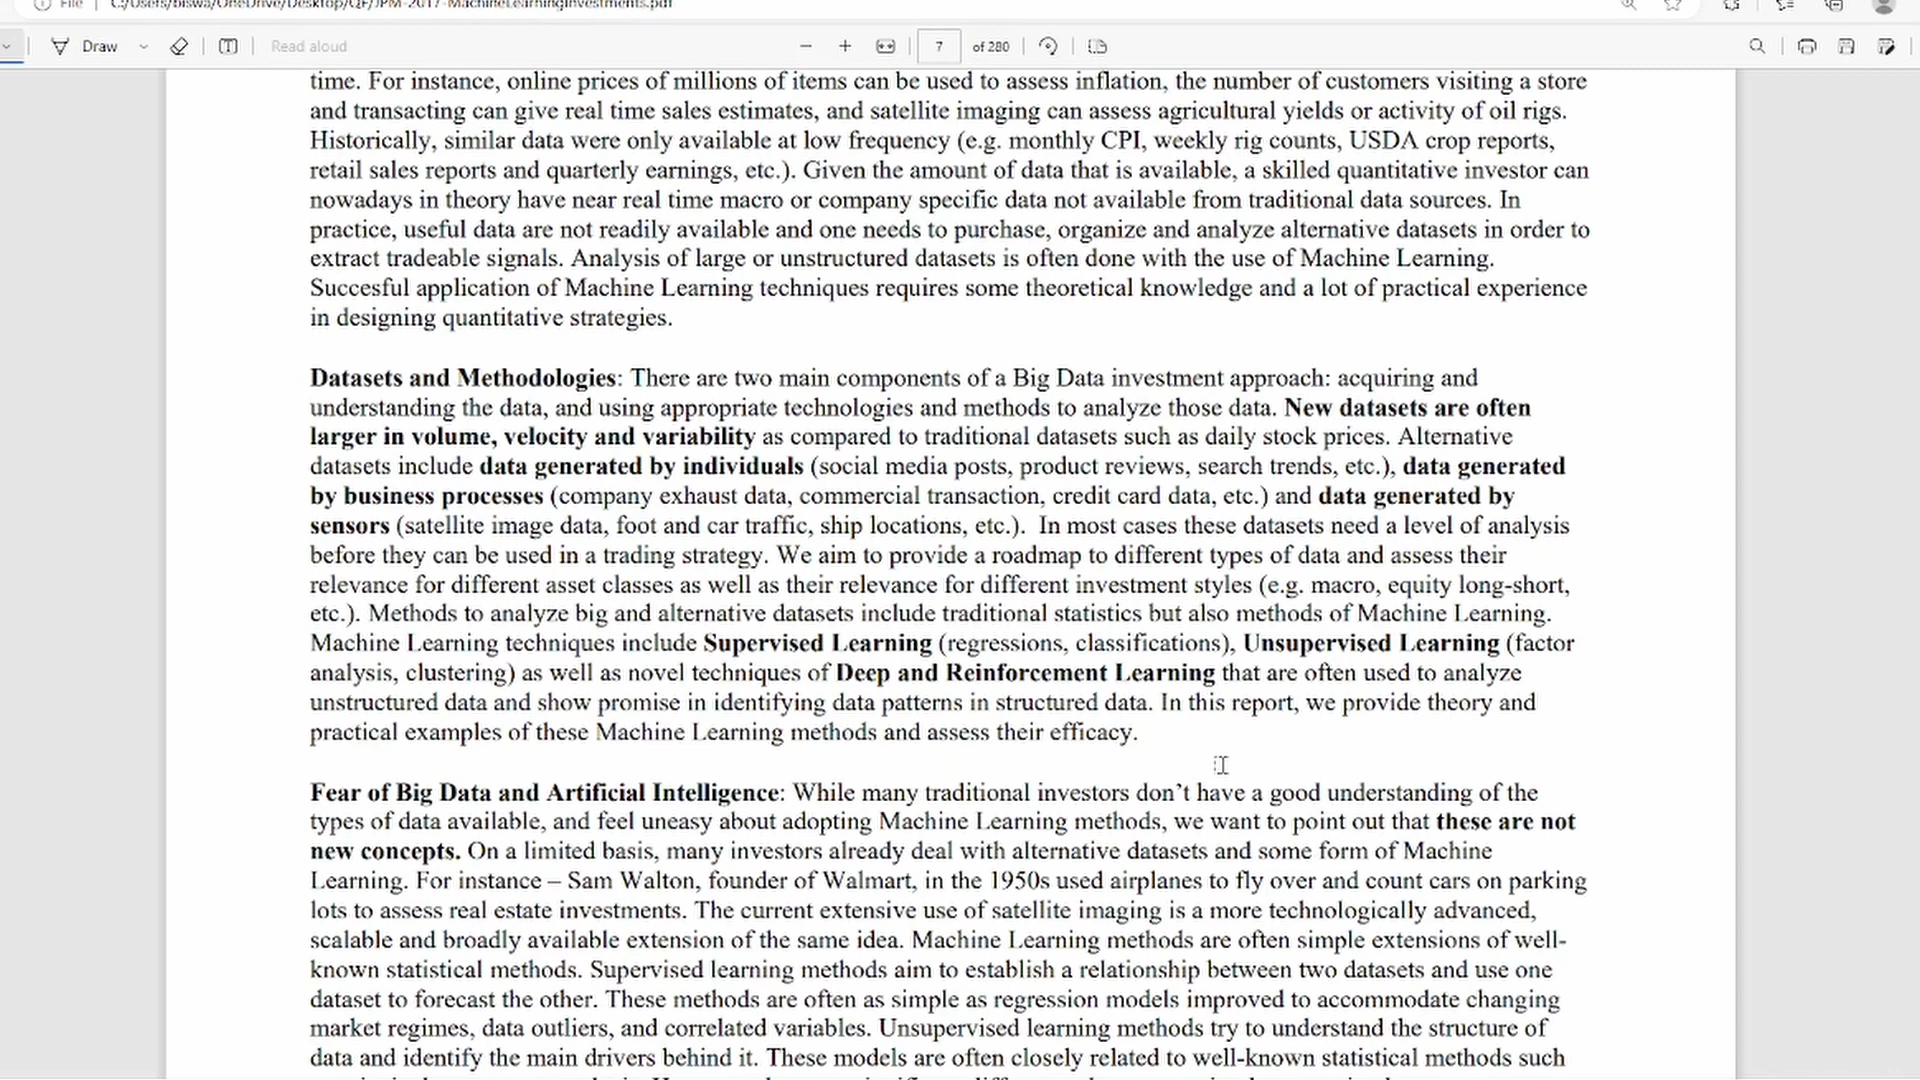 File C:/Users/biswa/OneDrive/Desktop/QF/JPM-2017-MachineLearningInvestments.pdf
Draw Read aloud 7 of 280
time. For instance, online prices of millions of items can be used to assess inflation, the number of customers visiting a store
and transacting can give real time sales estimates, and satellite imaging can assess agricultural yields or activity of oil rigs.
Historically, similar data were only available at low frequency (e.g. monthly CPI, weekly rig counts, USDA crop reports,
retail sales reports and quarterly earnings, etc.). Given the amount of data that is available, a skilled quantitative investor can
nowadays in theory have near real time macro or company specific data not available from traditional data sources. In
practice, useful data are not readily available and one needs to purchase, organize and analyze alternative datasets in order to
extract tradeable signals. Analysis of large or unstructured datasets is often done with the use of Machine Learning.
Succesful application of Machine Learning techniques requires some theoretical knowledge and a lot of practical experience
in designing quantitative strategies.
Datasets and Methodologies: There are two main components of a Big Data investment approach: acquiring and
understanding the data, and using appropriate technologies and methods to analyze those data. New datasets are often
larger in volume, velocity and variability as compared to traditional datasets such as daily stock prices. Alternative
datasets include data generated by individuals (social media posts, product reviews, search trends, etc.), data generated
by business processes (company exhaust data, commercial transaction, credit card data, etc.) and data generated by
sensors (satellite image data, foot and car traffic, ship locations, etc.). In most cases these datasets need a level of analysis
before they can be used in a trading strategy. We aim to provide a roadmap to different types of data and assess their
relevance for different asset classes as well as their relevance for different investment styles (e.g. macro, equity long-short,
etc.). Methods to analyze big and alternative datasets include traditional statistics but also methods of Machine Learning.
Machine Learning techniques include Supervised Learning (regressions, classifications), Unsupervised Learning (factor
analysis, clustering) as well as novel techniques of Deep and Reinforcement Learning that are often used to analyze
unstructured data and show promise in identifying data patterns in structured data. In this report, we provide theory and
practical examples of these Machine Learning methods and assess their efficacy.
Fear of Big Data and Artificial Intelligence: While many traditional investors don’t have a good understanding of the
types of data available, and feel uneasy about adopting Machine Learning methods, we want to point out that these are not
new concepts. On a limited basis, many investors already deal with alternative datasets and some form of Machine
Learning. For instance – Sam Walton, founder of Walmart, in the 1950s used airplanes to fly over and count cars on parking
lots to assess real estate investments. The current extensive use of satellite imaging is a more technologically advanced,
scalable and broadly available extension of the same idea. Machine Learning methods are often simple extensions of well-
known statistical methods. Supervised learning methods aim to establish a relationship between two datasets and use one
dataset to forecast the other. These methods are often as simple as regression models improved to accommodate changing
market regimes, data outliers, and correlated variables. Unsupervised learning methods try to understand the structure of
data and identify the main drivers behind it. These models are often closely related to well-known statistical methods such